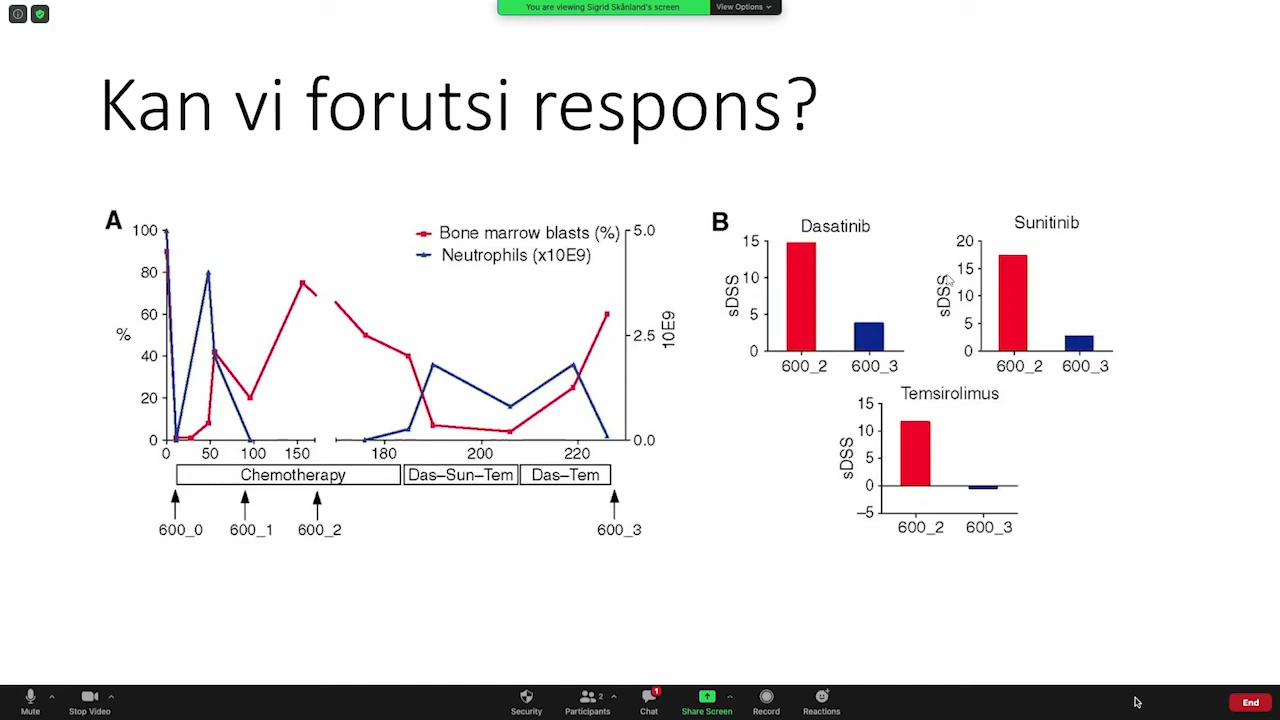 You are viewing Sigrid Skånland's screen
View Options
Kan vi forutsi respons?
A
100
80
60
40
20
0
%
Bone marrow blasts (%)
Neutrophils (x10E9)
5.0
2.5
0.0
10E9
0 50 100 150 180 200 220
Chemotherapy
Das–Sun–Tem
Das–Tem
600_0
600_1
600_2
600_3
B
Dasatinib
15
10
5
0
sDSS
600_2 600_3
Sunitinib
20
15
10
5
0
sDSS
600_2 600_3
Temsirolimus
15
10
5
0
–5
sDSS
600_2 600_3
Mute
Stop Video
Security
Participants
2
Chat
1
Share Screen
Record
Reactions
End